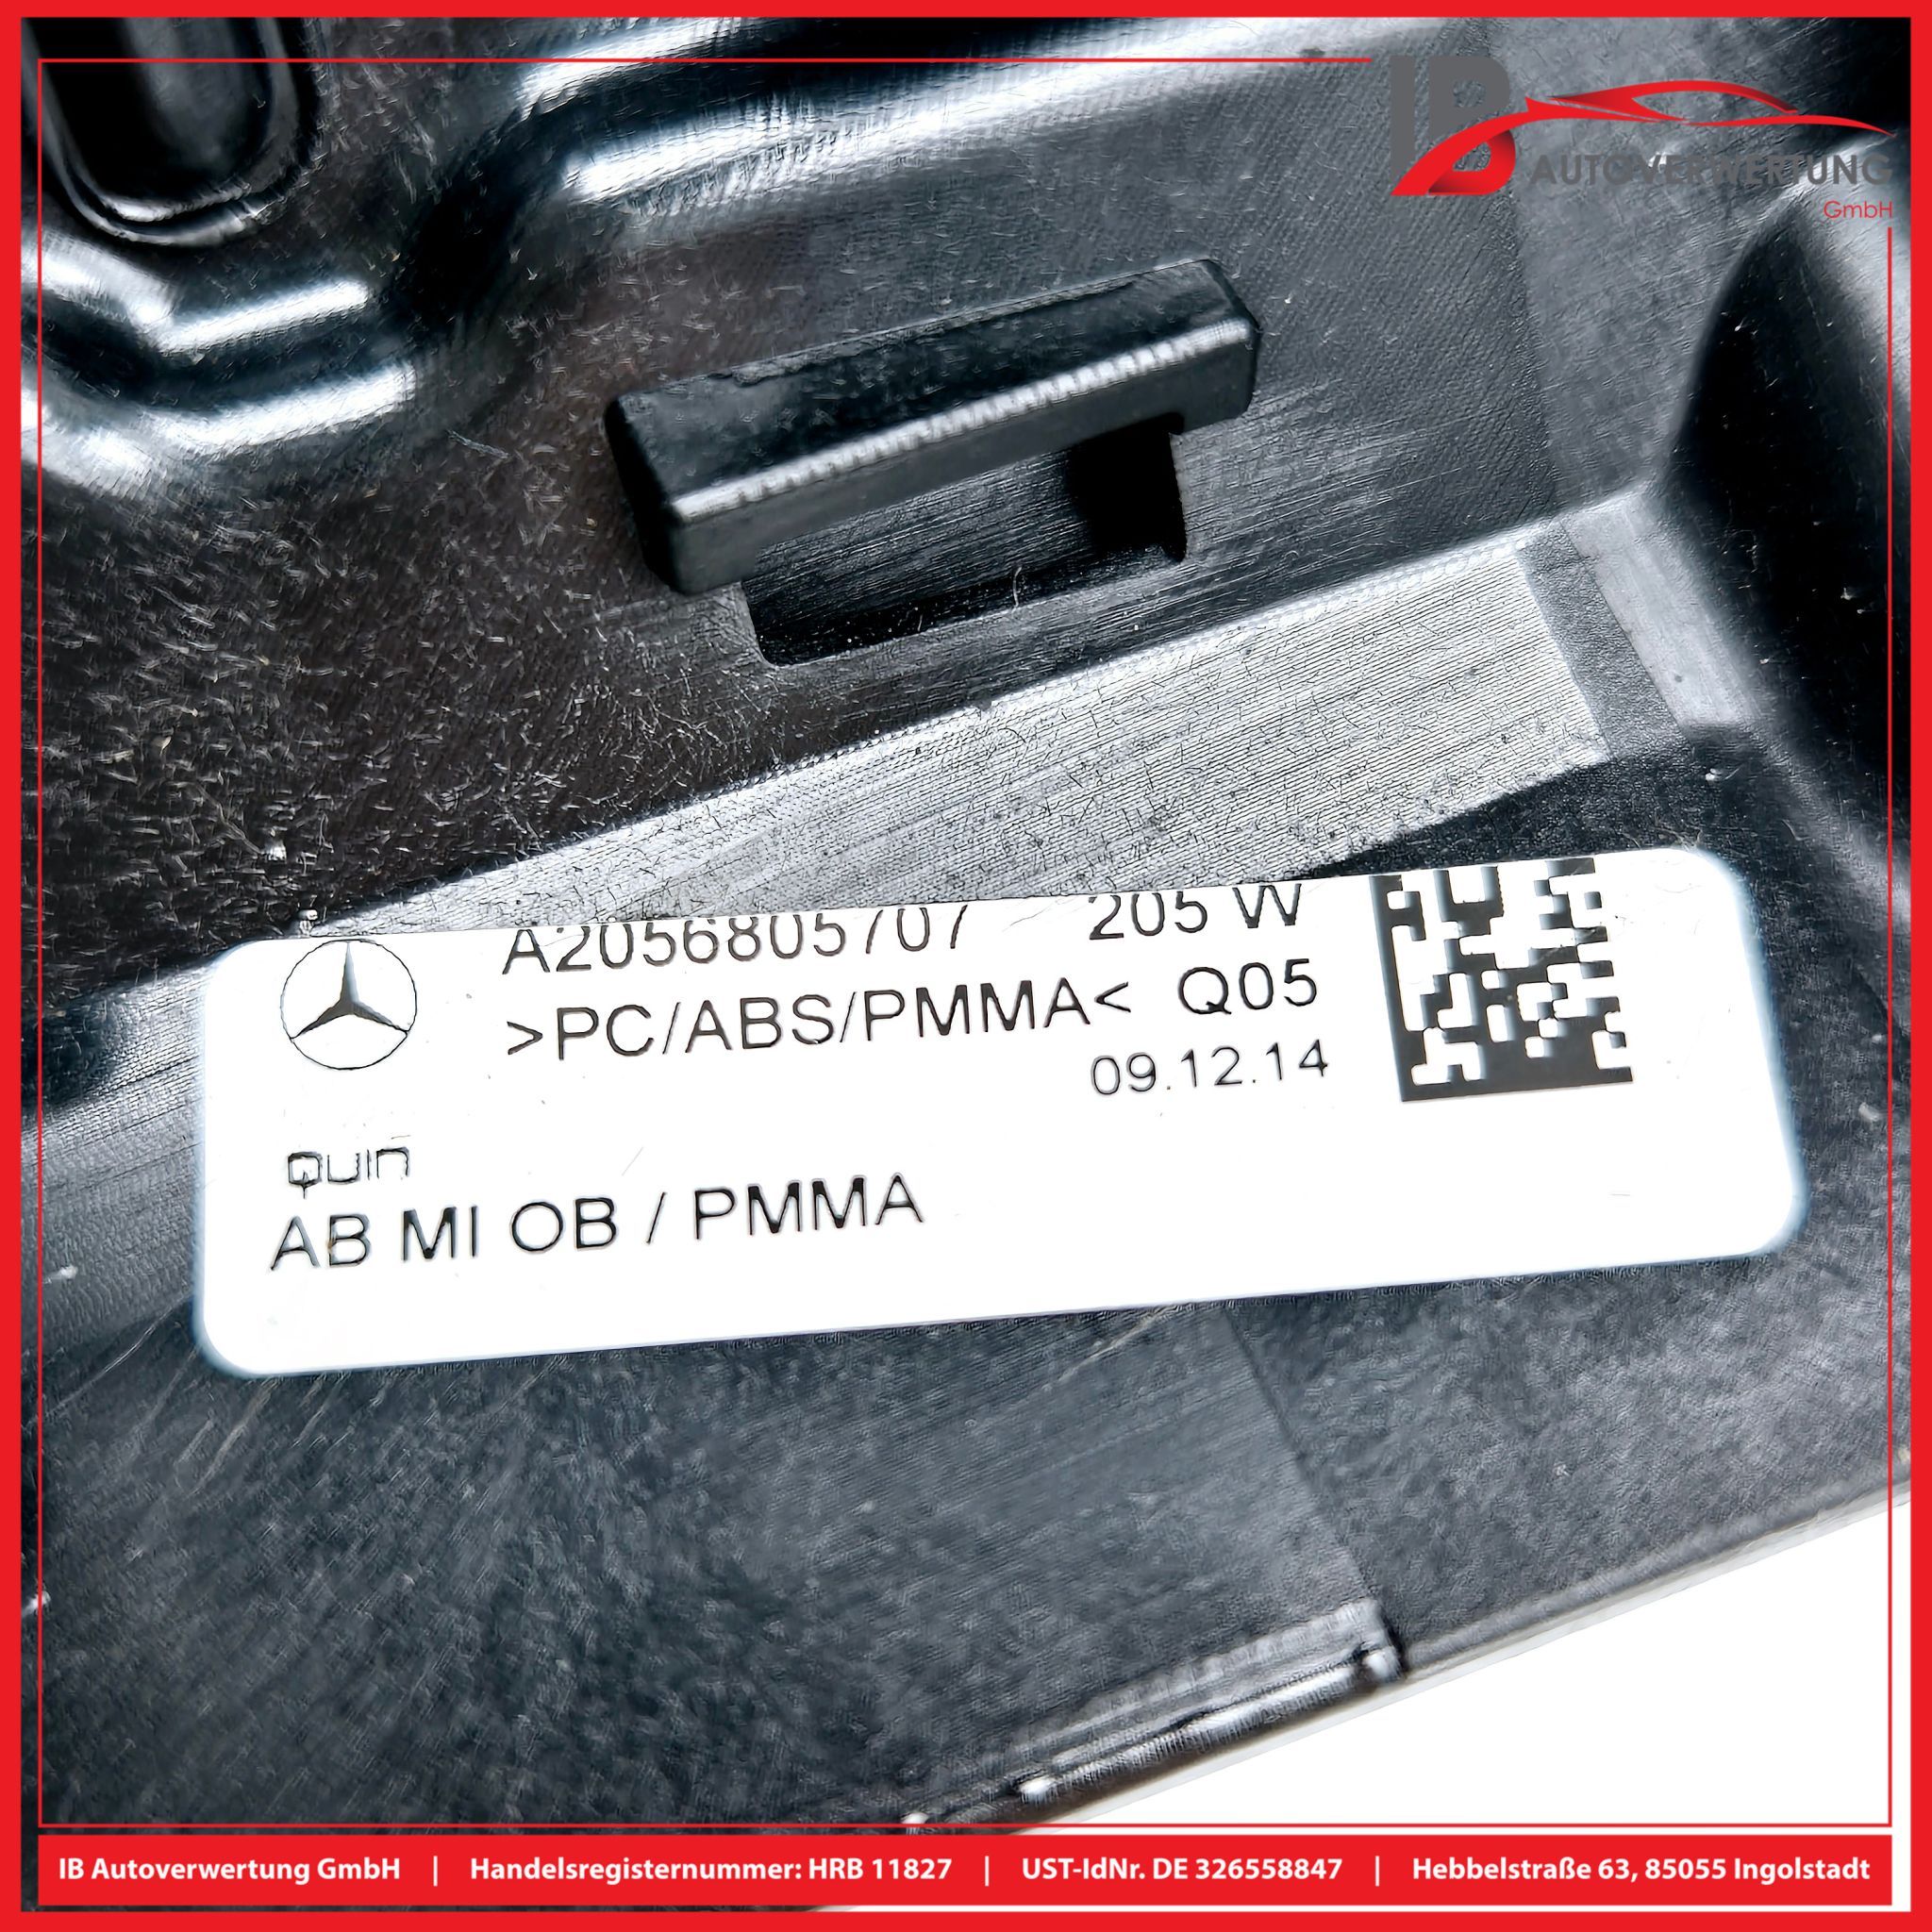 IB
AUTOVERWERTUNG
GmbH
A2056805707 205 W
>PC/ABS/PMMA< Q05
09.12.14
QUIN
AB MI OB / PMMA
IB Autoverwertung GmbH | Handelsregisternummer: HRB 11827 | UST-IdNr. DE 326558847 | Hebbelstraße 63, 85055 Ingolstadt